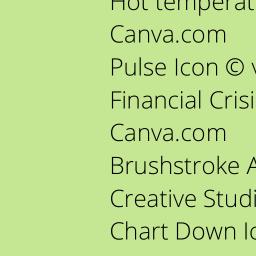 Hot temperat
Canva.com
Pulse Icon ©
Financial Crisi
Canva.com
Brushstroke A
Creative Studi
Chart Down Ic